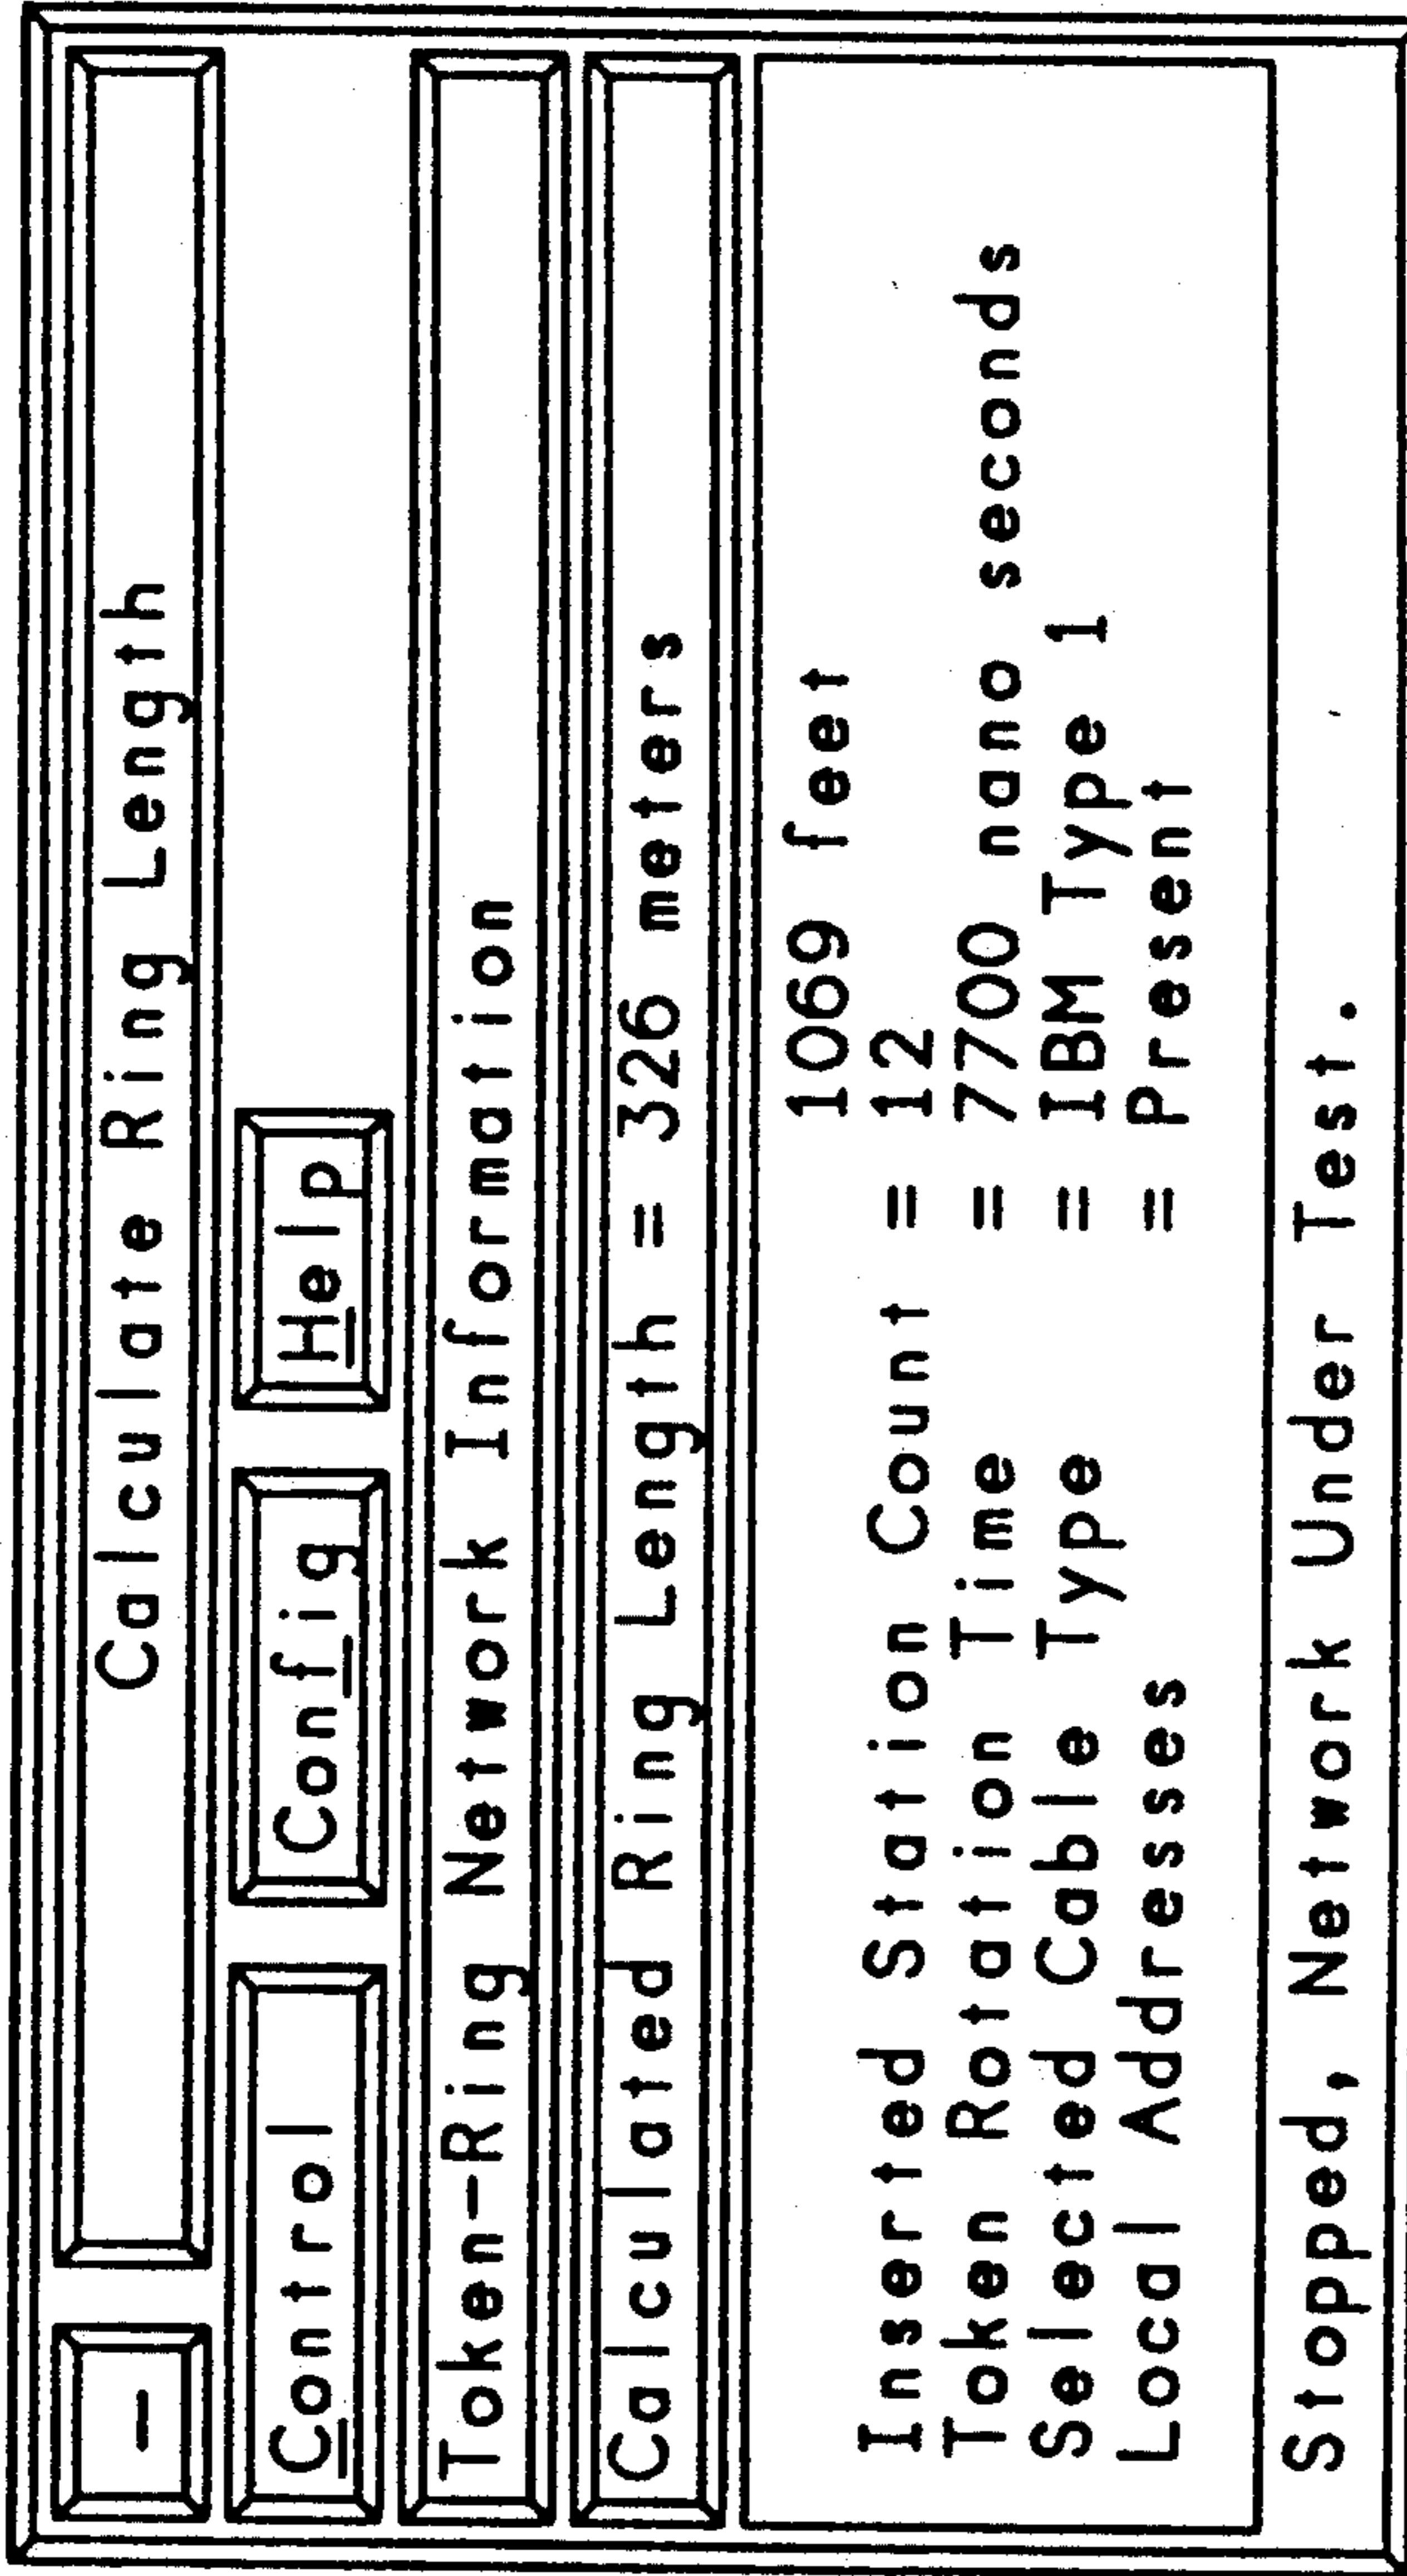 — Calculate Ring Length
Control Config Help
Token-Ring Network Information
Calculated Ring Length = 326 meters
1069 feet
Inserted Station Count = 12
Token Rotation Time = 7700 nano seconds
Selected Cable Type = IBM Type 1
Local Addresses = Present
Stopped, Network Under Test.